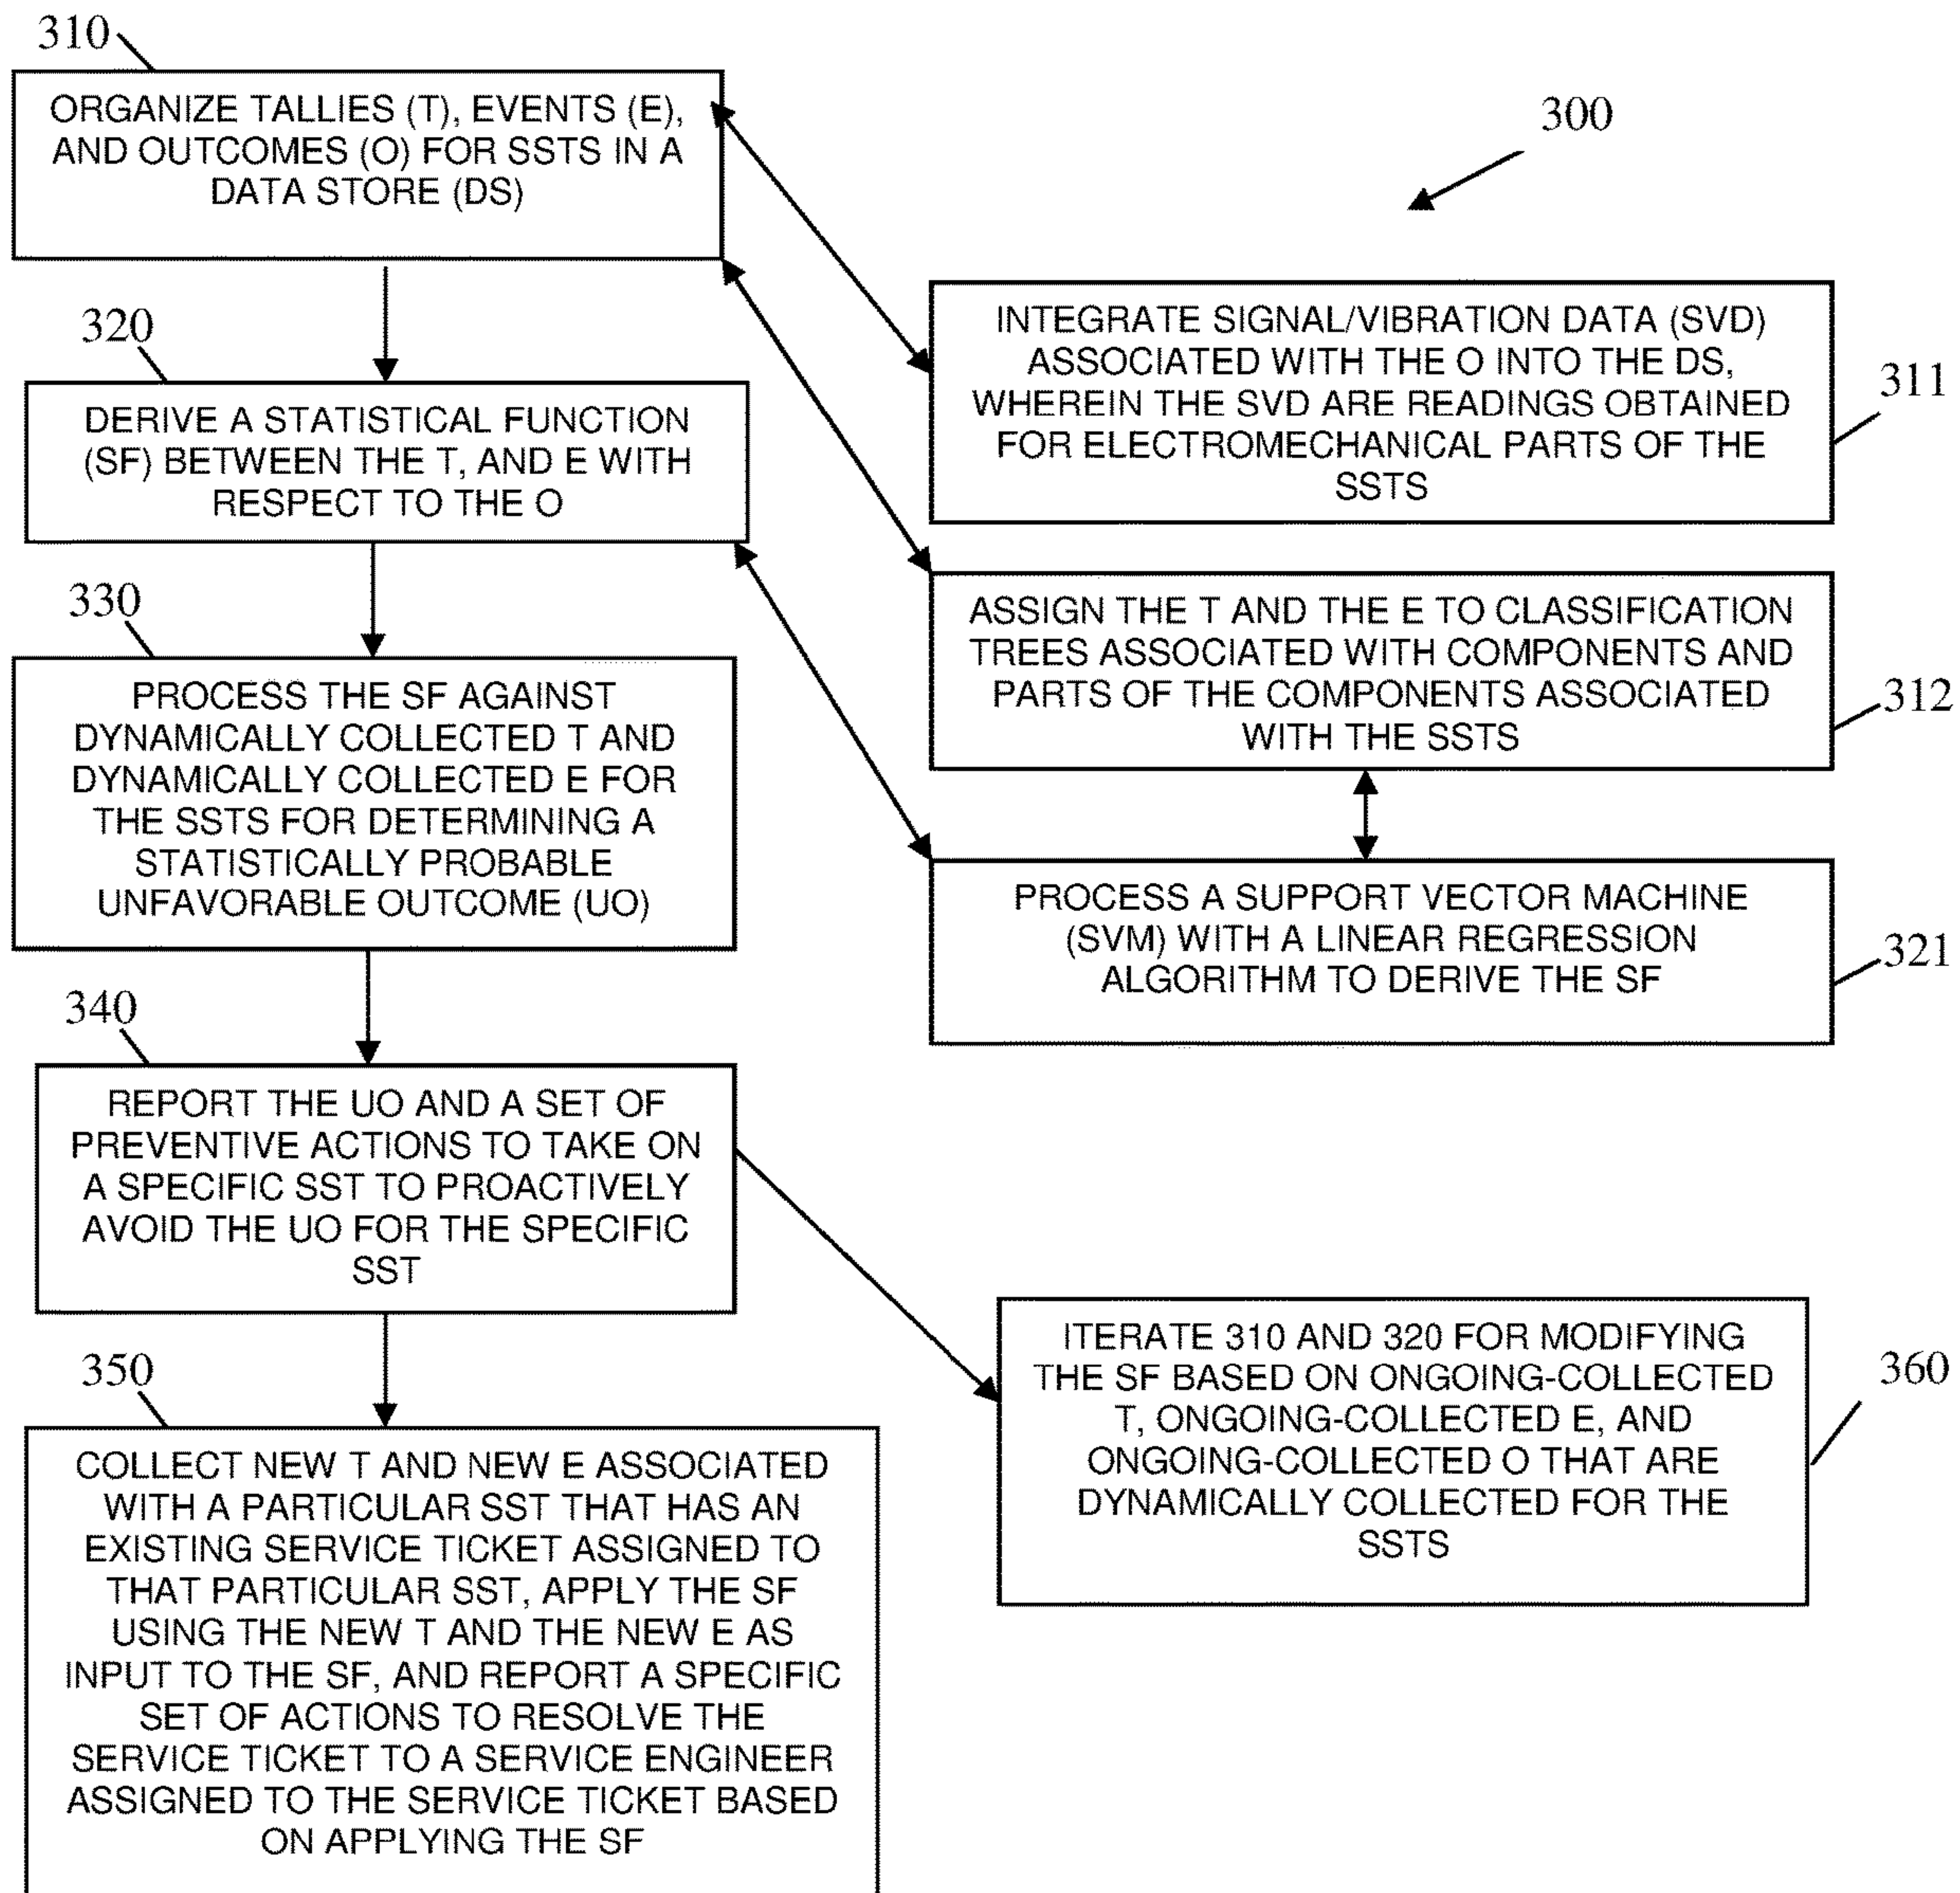 310
ORGANIZE TALLIES (T), EVENTS (E),
AND OUTCOMES (O) FOR SSTS IN A
DATA STORE (DS)
300
320
DERIVE A STATISTICAL FUNCTION
(SF) BETWEEN THE T, AND E WITH
RESPECT TO THE O
INTEGRATE SIGNAL/VIBRATION DATA (SVD)
ASSOCIATED WITH THE O INTO THE DS,
WHEREIN THE SVD ARE READINGS OBTAINED
FOR ELECTROMECHANICAL PARTS OF THE
SSTS
311
330
PROCESS THE SF AGAINST
DYNAMICALLY COLLECTED T AND
DYNAMICALLY COLLECTED E FOR
THE SSTS FOR DETERMINING A
STATISTICALLY PROBABLE
UNFAVORABLE OUTCOME (UO)
ASSIGN THE T AND THE E TO CLASSIFICATION
TREES ASSOCIATED WITH COMPONENTS AND
PARTS OF THE COMPONENTS ASSOCIATED
WITH THE SSTS
312
PROCESS A SUPPORT VECTOR MACHINE
(SVM) WITH A LINEAR REGRESSION
ALGORITHM TO DERIVE THE SF
321
340
REPORT THE UO AND A SET OF
PREVENTIVE ACTIONS TO TAKE ON
A SPECIFIC SST TO PROACTIVELY
AVOID THE UO FOR THE SPECIFIC
SST
350
COLLECT NEW T AND NEW E ASSOCIATED
WITH A PARTICULAR SST THAT HAS AN
EXISTING SERVICE TICKET ASSIGNED TO
THAT PARTICULAR SST, APPLY THE SF
USING THE NEW T AND THE NEW E AS
INPUT TO THE SF, AND REPORT A SPECIFIC
SET OF ACTIONS TO RESOLVE THE
SERVICE TICKET TO A SERVICE ENGINEER
ASSIGNED TO THE SERVICE TICKET BASED
ON APPLYING THE SF
ITERATE 310 AND 320 FOR MODIFYING
THE SF BASED ON ONGOING-COLLECTED
T, ONGOING-COLLECTED E, AND
ONGOING-COLLECTED O THAT ARE
DYNAMICALLY COLLECTED FOR THE
SSTS
360